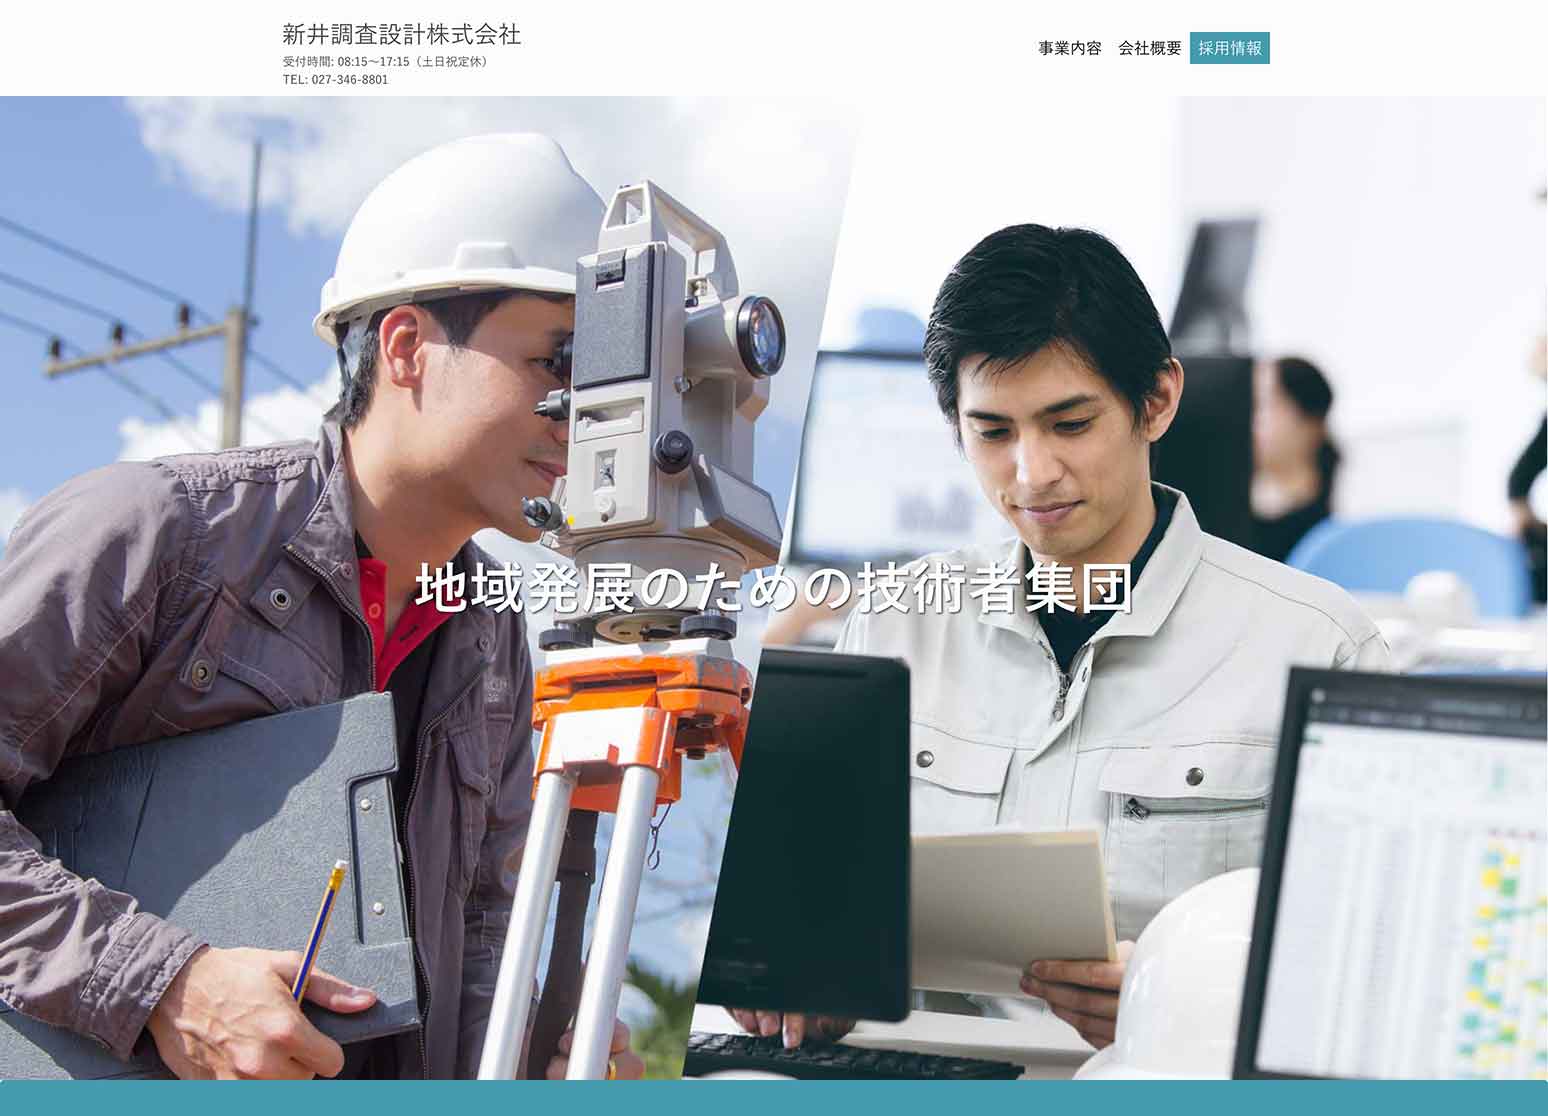 新井調査設計株式会社
受付時間: 08:15〜17:15（土日祝定休）
TEL: 027-346-8801
事業内容 会社概要 採用情報
地域発展のための技術者集団